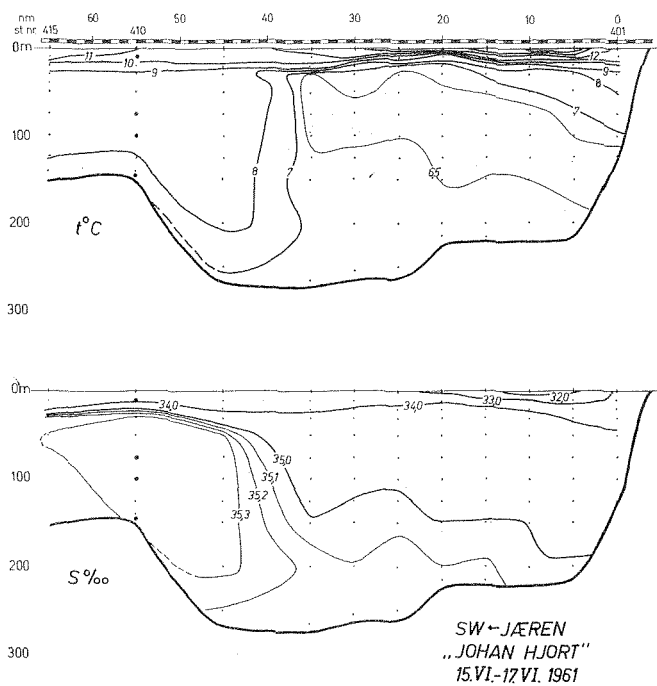 nm 60 50 40 30 20 10 0
st nr. 415 410 401
0m
11 10 9 12 9 8
7
100
8 7 6.5
200
t°C
300
0m
34,0 34,0 33,0 32,0
35,0
100
35,1
35,2
35,3
200
S‰
300
SW ← JÆREN
„JOHAN HJORT"
15.VI.-17.VI. 1961